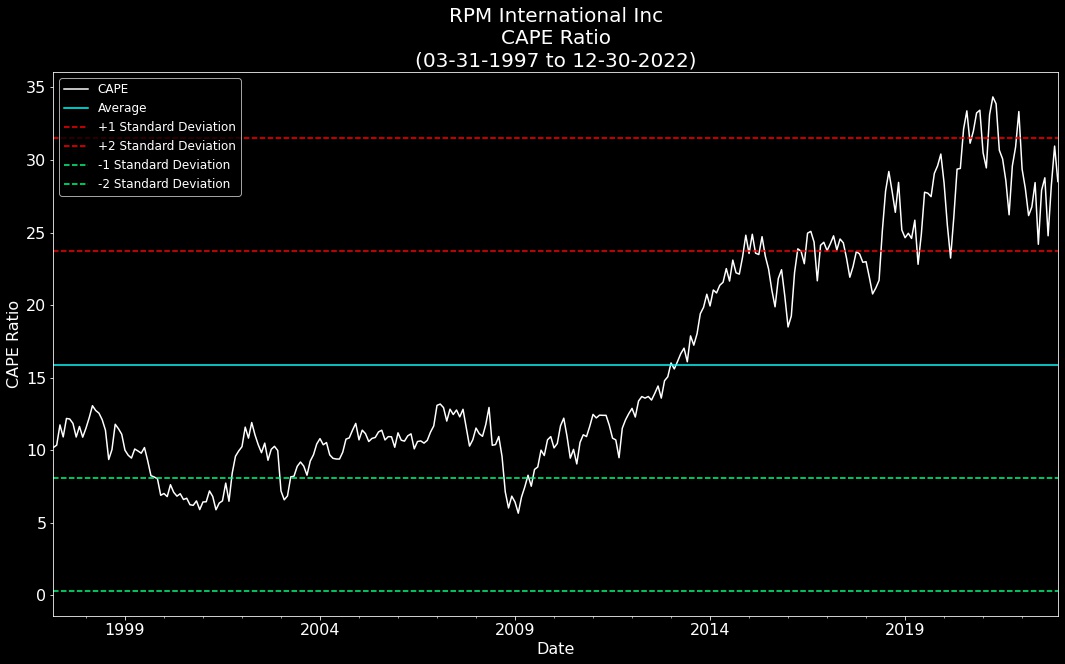 RPM International Inc
CAPE Ratio
(03-31-1997 to 12-30-2022)
CAPE
Average
+1 Standard Deviation
+2 Standard Deviation
-1 Standard Deviation
-2 Standard Deviation
35
30
25
20
15
10
5
0
CAPE Ratio
1999
2004
2009
2014
2019
Date